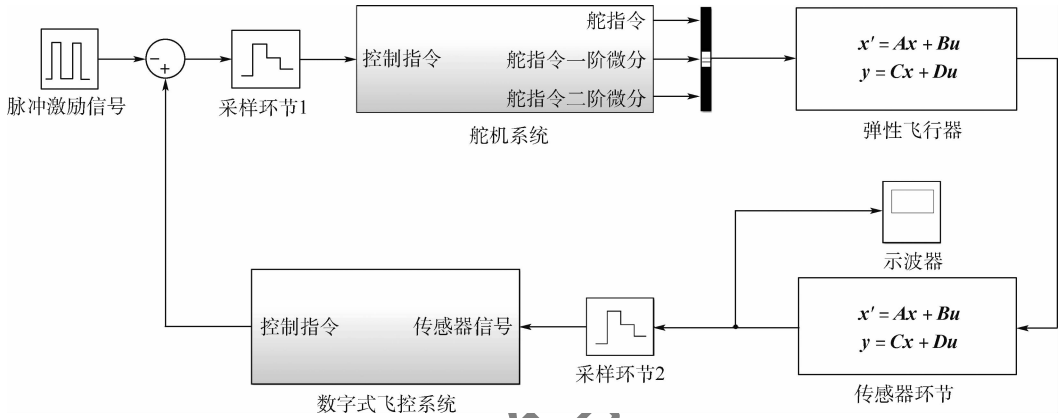 脉冲激励信号
采样环节1
控制指令
舵指令
舵指令一阶微分
舵指令二阶微分
舵机系统
x′ = Ax + Bu
y = Cx + Du
弹性飞行器
示波器
x′ = Ax + Bu
y = Cx + Du
传感器环节
采样环节2
控制指令
传感器信号
数字式飞控系统